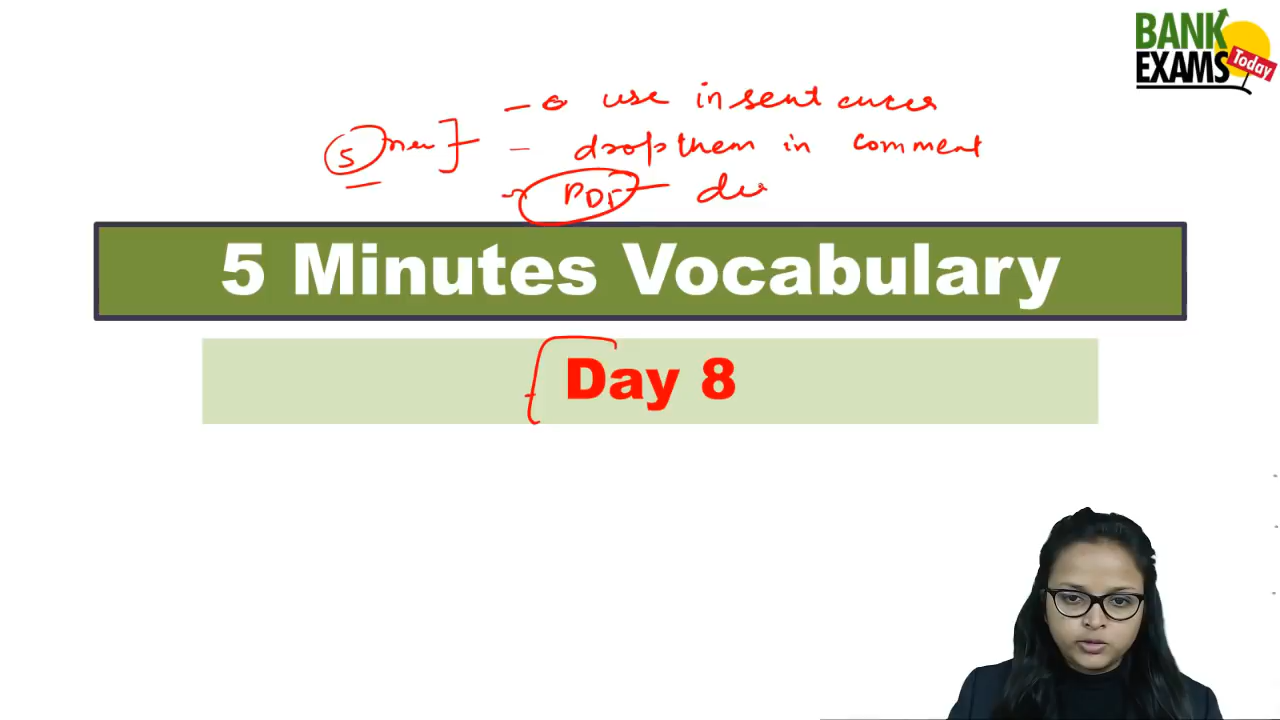 BANK
EXAMS Today
- use in sentences
5 new
- drop them in comment
PDF -
5 Minutes Vocabulary
Day 8